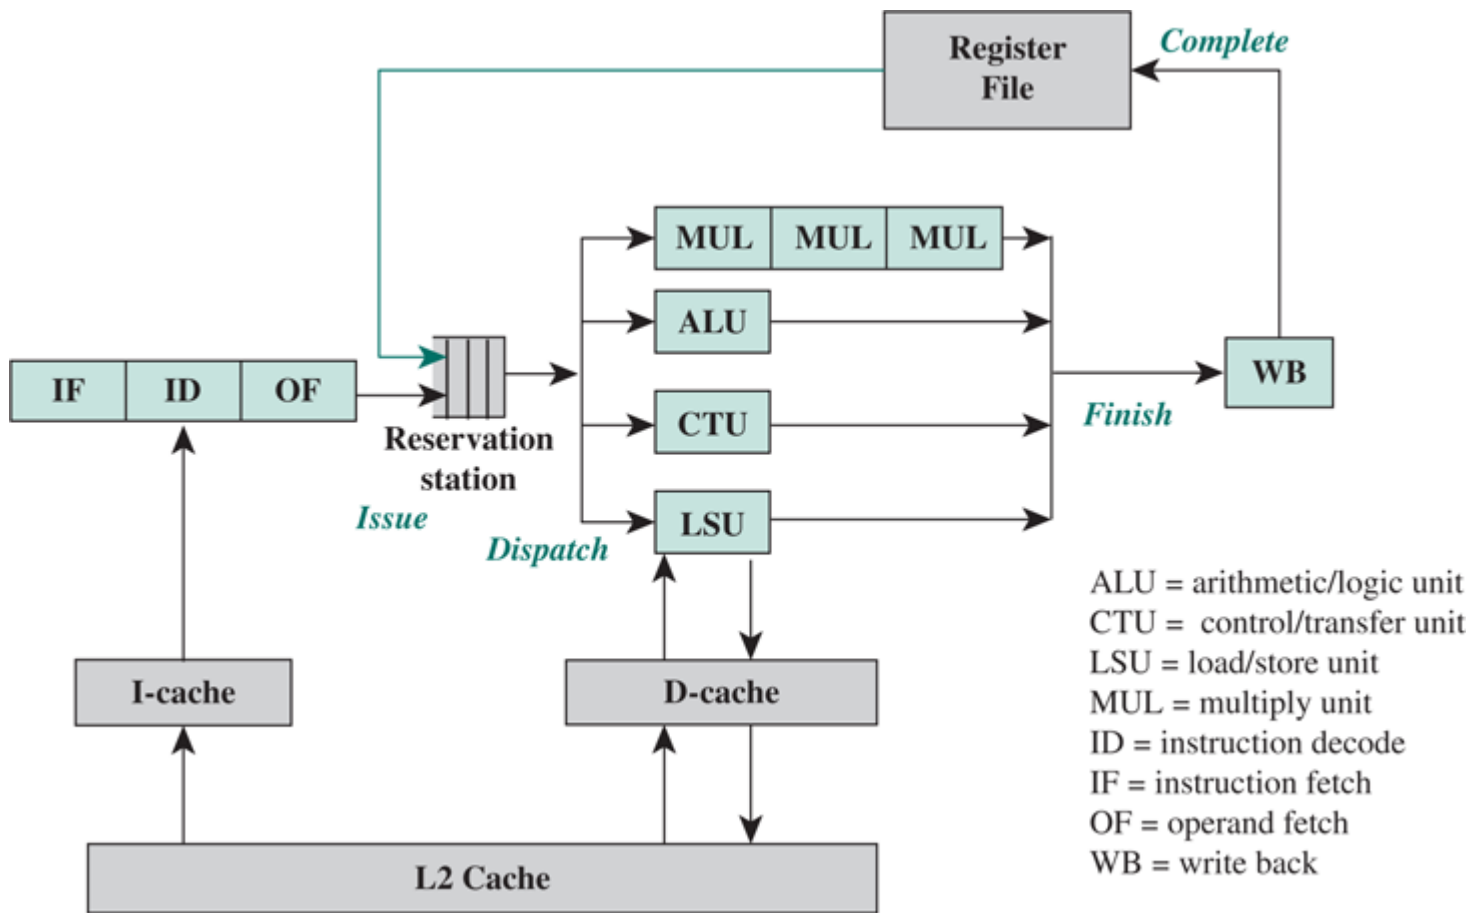 Register
File
Complete
MUL
MUL
MUL
ALU
IF
ID
OF
CTU
WB
Finish
Reservation
station
Issue
Dispatch
LSU
I-cache
D-cache
L2 Cache
ALU = arithmetic/logic unit
CTU = control/transfer unit
LSU = load/store unit
MUL = multiply unit
ID = instruction decode
IF = instruction fetch
OF = operand fetch
WB = write back